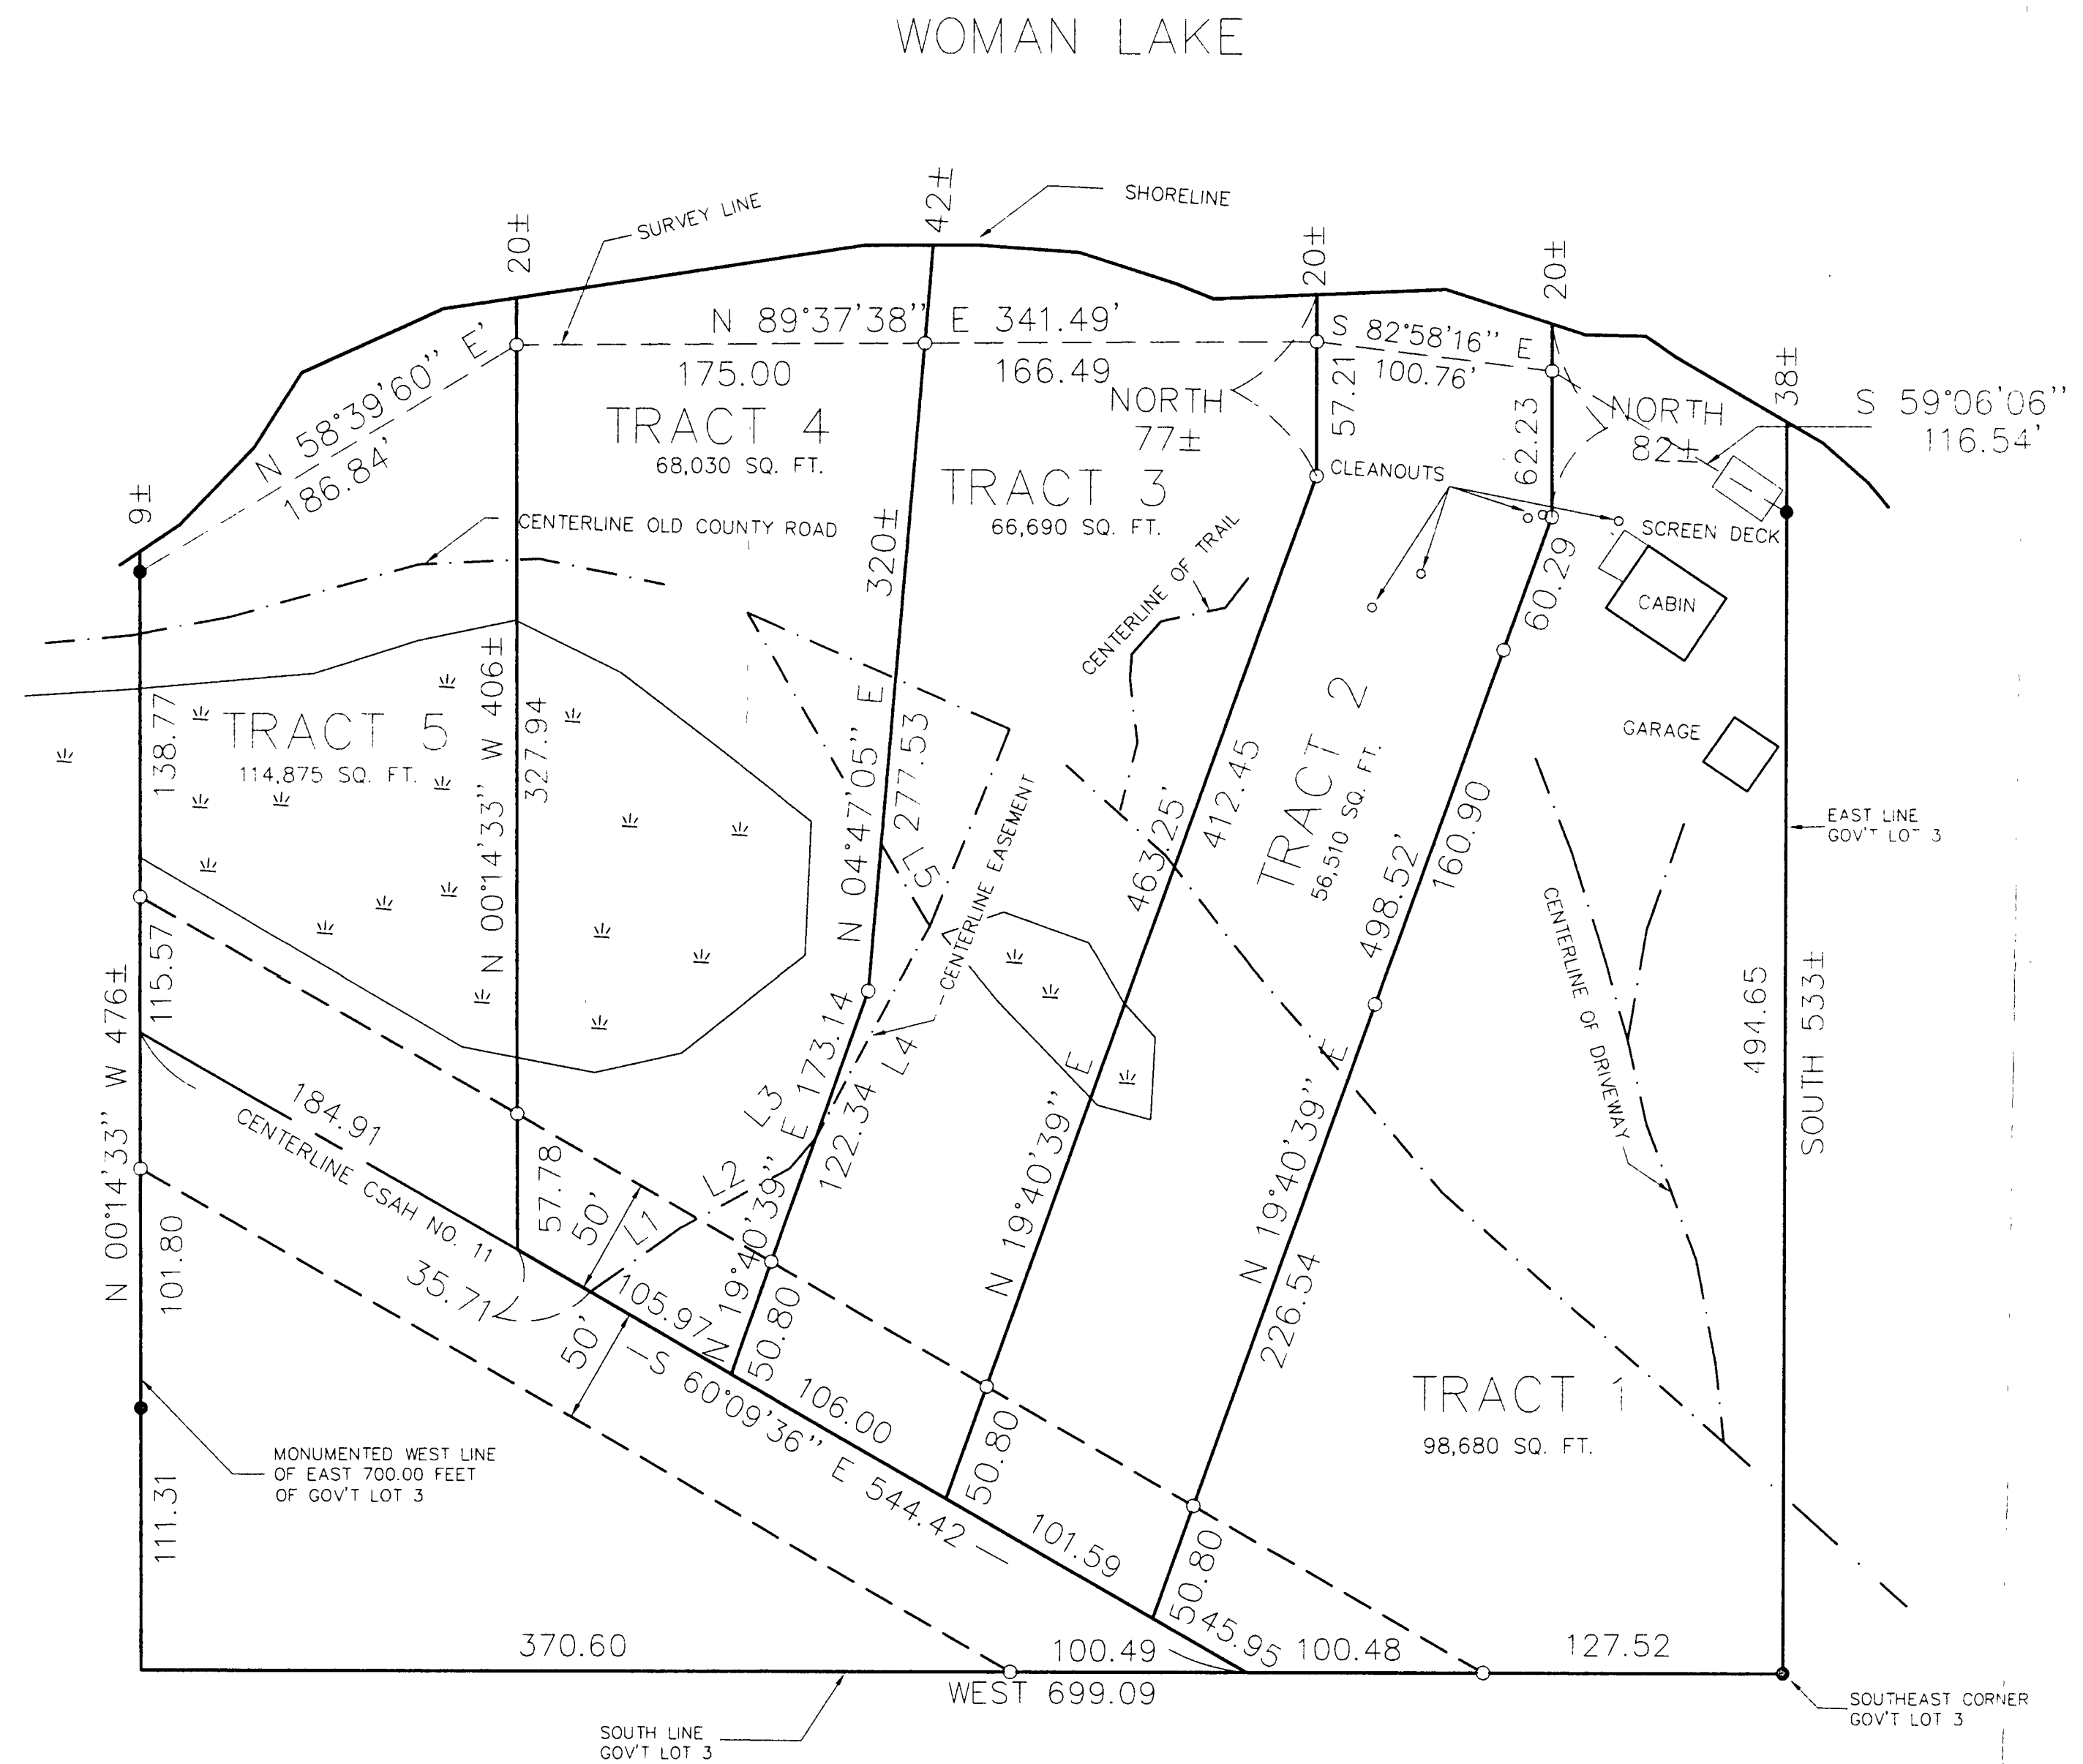 WOMAN LAKE
SHORELINE
SURVEY LINE
9±
20±
42±
20±
20±
38±
N 58°39'60" E'
186.84'
N 89°37'38" E 341.49'
175.00
166.49
S 82°58'16" E
100.76'
S 59°06'06"
116.54'
NORTH
77±
57.21
NORTH
82±
62.23
TRACT 4
68,030 SQ. FT.
TRACT 3
66,690 SQ. FT.
CLEANOUTS
CENTERLINE OLD COUNTY ROAD
CENTERLINE OF TRAIL
SCREEN DECK
CABIN
GARAGE
60.29
TRACT 5
114,875 SQ. FT.
138.77
N 00°14'33" W 406±
327.94
320±
N 04°47'05" E
277.53
L5
CENTERLINE EASEMENT
463.25'
412.45
TRACT 2
56,510 SQ. FT.
498.52'
160.90
CENTERLINE OF DRIVEWAY
EAST LINE
GOV'T LOT 3
494.65
SOUTH 533±
N 00°14'33" W 476±
115.57
101.80
184.91
CENTERLINE CSAH NO. 11
35.71
57.78
50'
50'
L1
L2
L3
L4
N 19°40'39" E 173.14
122.34
N 19°40'39" E
N 19°40'39" E
226.54
105.97
50.80
106.00
50.80
101.59
50.80
45.95
S 60°09'36" E 544.42
TRACT 1
98,680 SQ. FT.
MONUMENTED WEST LINE
OF EAST 700.00 FEET
OF GOV'T LOT 3
111.31
370.60
100.49
100.48
127.52
WEST 699.09
SOUTH LINE
GOV'T LOT 3
SOUTHEAST CORNER
GOV'T LOT 3